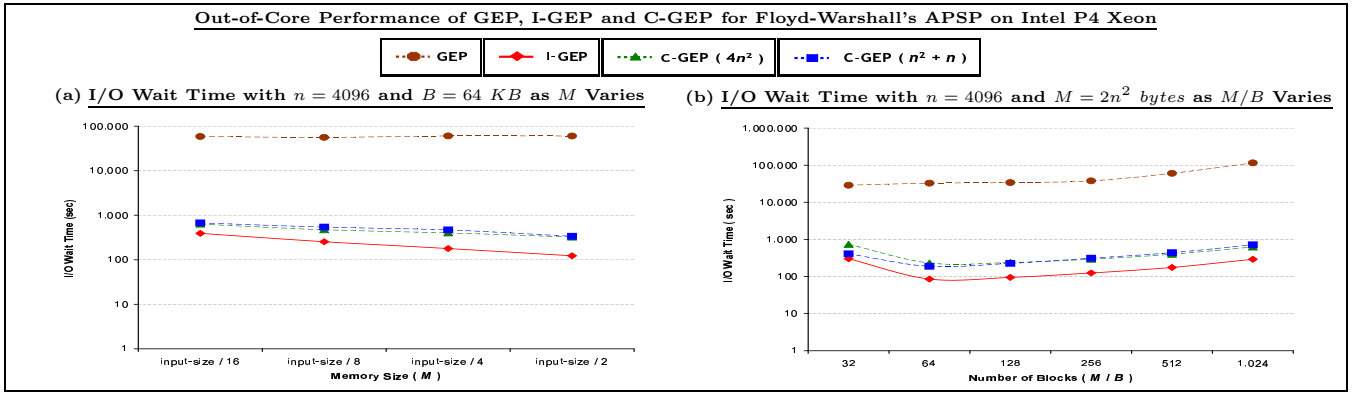 Out-of-Core Performance of GEP, I-GEP and C-GEP for Floyd-Warshall's APSP on Intel P4 Xeon
GEP I-GEP C-GEP ( 4n² ) C-GEP ( n² + n )
(a) I/O Wait Time with n = 4096 and B = 64 KB as M Varies
100.000
10.000
1.000
100
10
1
I/O Wait Time (sec)
input-size / 16 input-size / 8 input-size / 4 input-size / 2
Memory Size ( M )
(b) I/O Wait Time with n = 4096 and M = 2n² bytes as M/B Varies
1.000.000
100.000
10.000
1.000
100
10
1
I/O Wait Time ( sec )
32 64 128 256 512 1.024
Number of Blocks ( M / B )